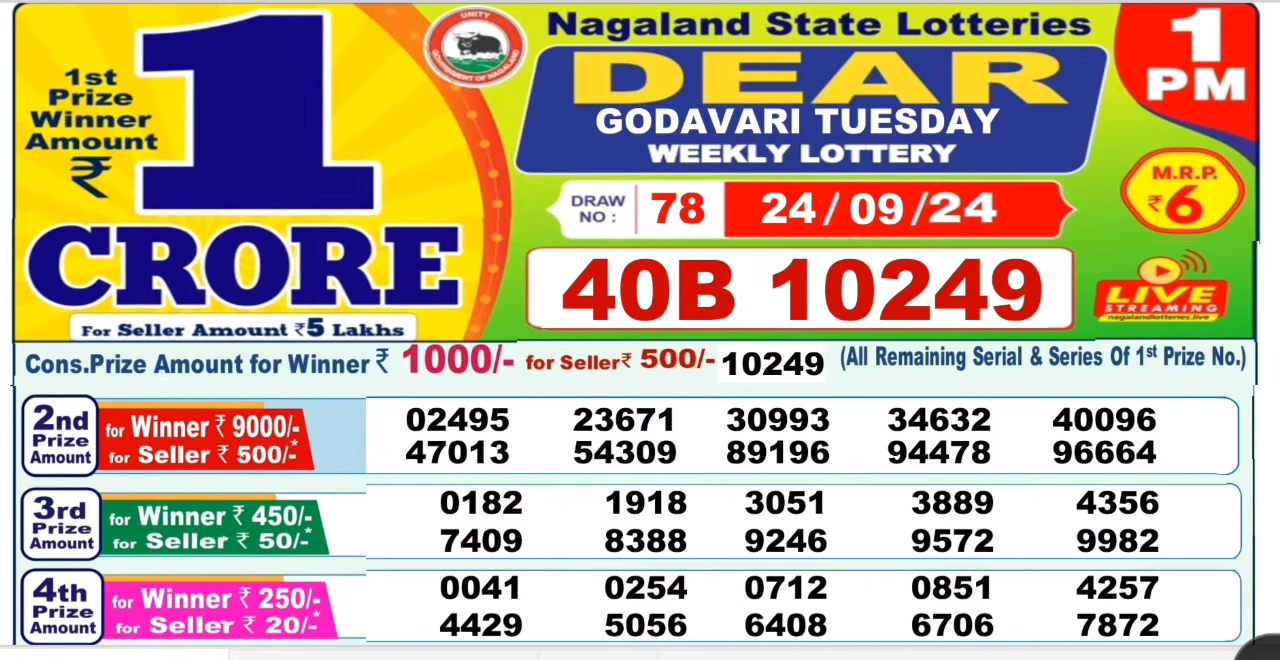 1st
Prize
Winner
Amount
₹
1
CRORE
For Seller Amount ₹5 Lakhs
UNITY
GOVERNMENT OF NAGALAND
Nagaland State Lotteries
DEAR
GODAVARI TUESDAY
WEEKLY LOTTERY
1
PM
DRAW NO : 78 24/09/24
M.R.P.
₹6
40B 10249
LIVE
STREAMING
nagalandlotteries.live
Cons.Prize Amount for Winner ₹ 1000/- for Seller ₹ 500/- 10249 (All Remaining Serial & Series Of 1st Prize No.)
2nd
Prize
Amount
for Winner ₹ 9000/-
for Seller ₹ 500/-*
02495 23671 30993 34632 40096
47013 54309 89196 94478 96664
3rd
Prize
Amount
for Winner ₹ 450/-
for Seller ₹ 50/-*
0182 1918 3051 3889 4356
7409 8388 9246 9572 9982
4th
Prize
Amount
for Winner ₹ 250/-
for Seller ₹ 20/-*
0041 0254 0712 0851 4257
4429 5056 6408 6706 7872